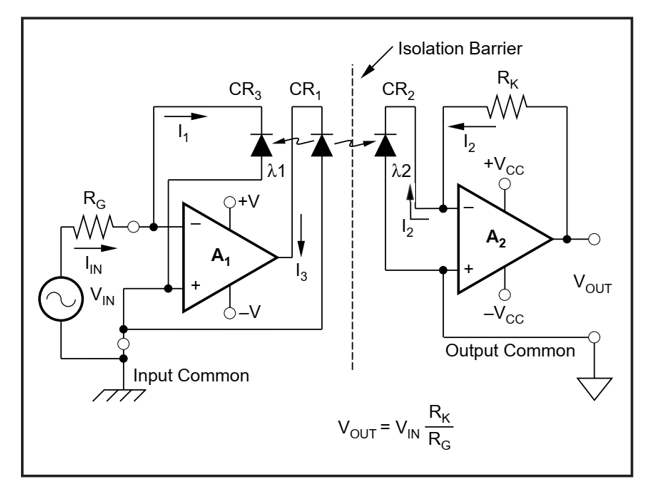 Isolation Barrier
CR3 CR1 CR2 RK
I1 I2
λ1 λ2 +VCC
RG +V I2
− −
IIN A1 A2
I3
+ +
VIN VOUT
−V −VCC
Output Common
Input Common
VOUT = VIN RK
RG